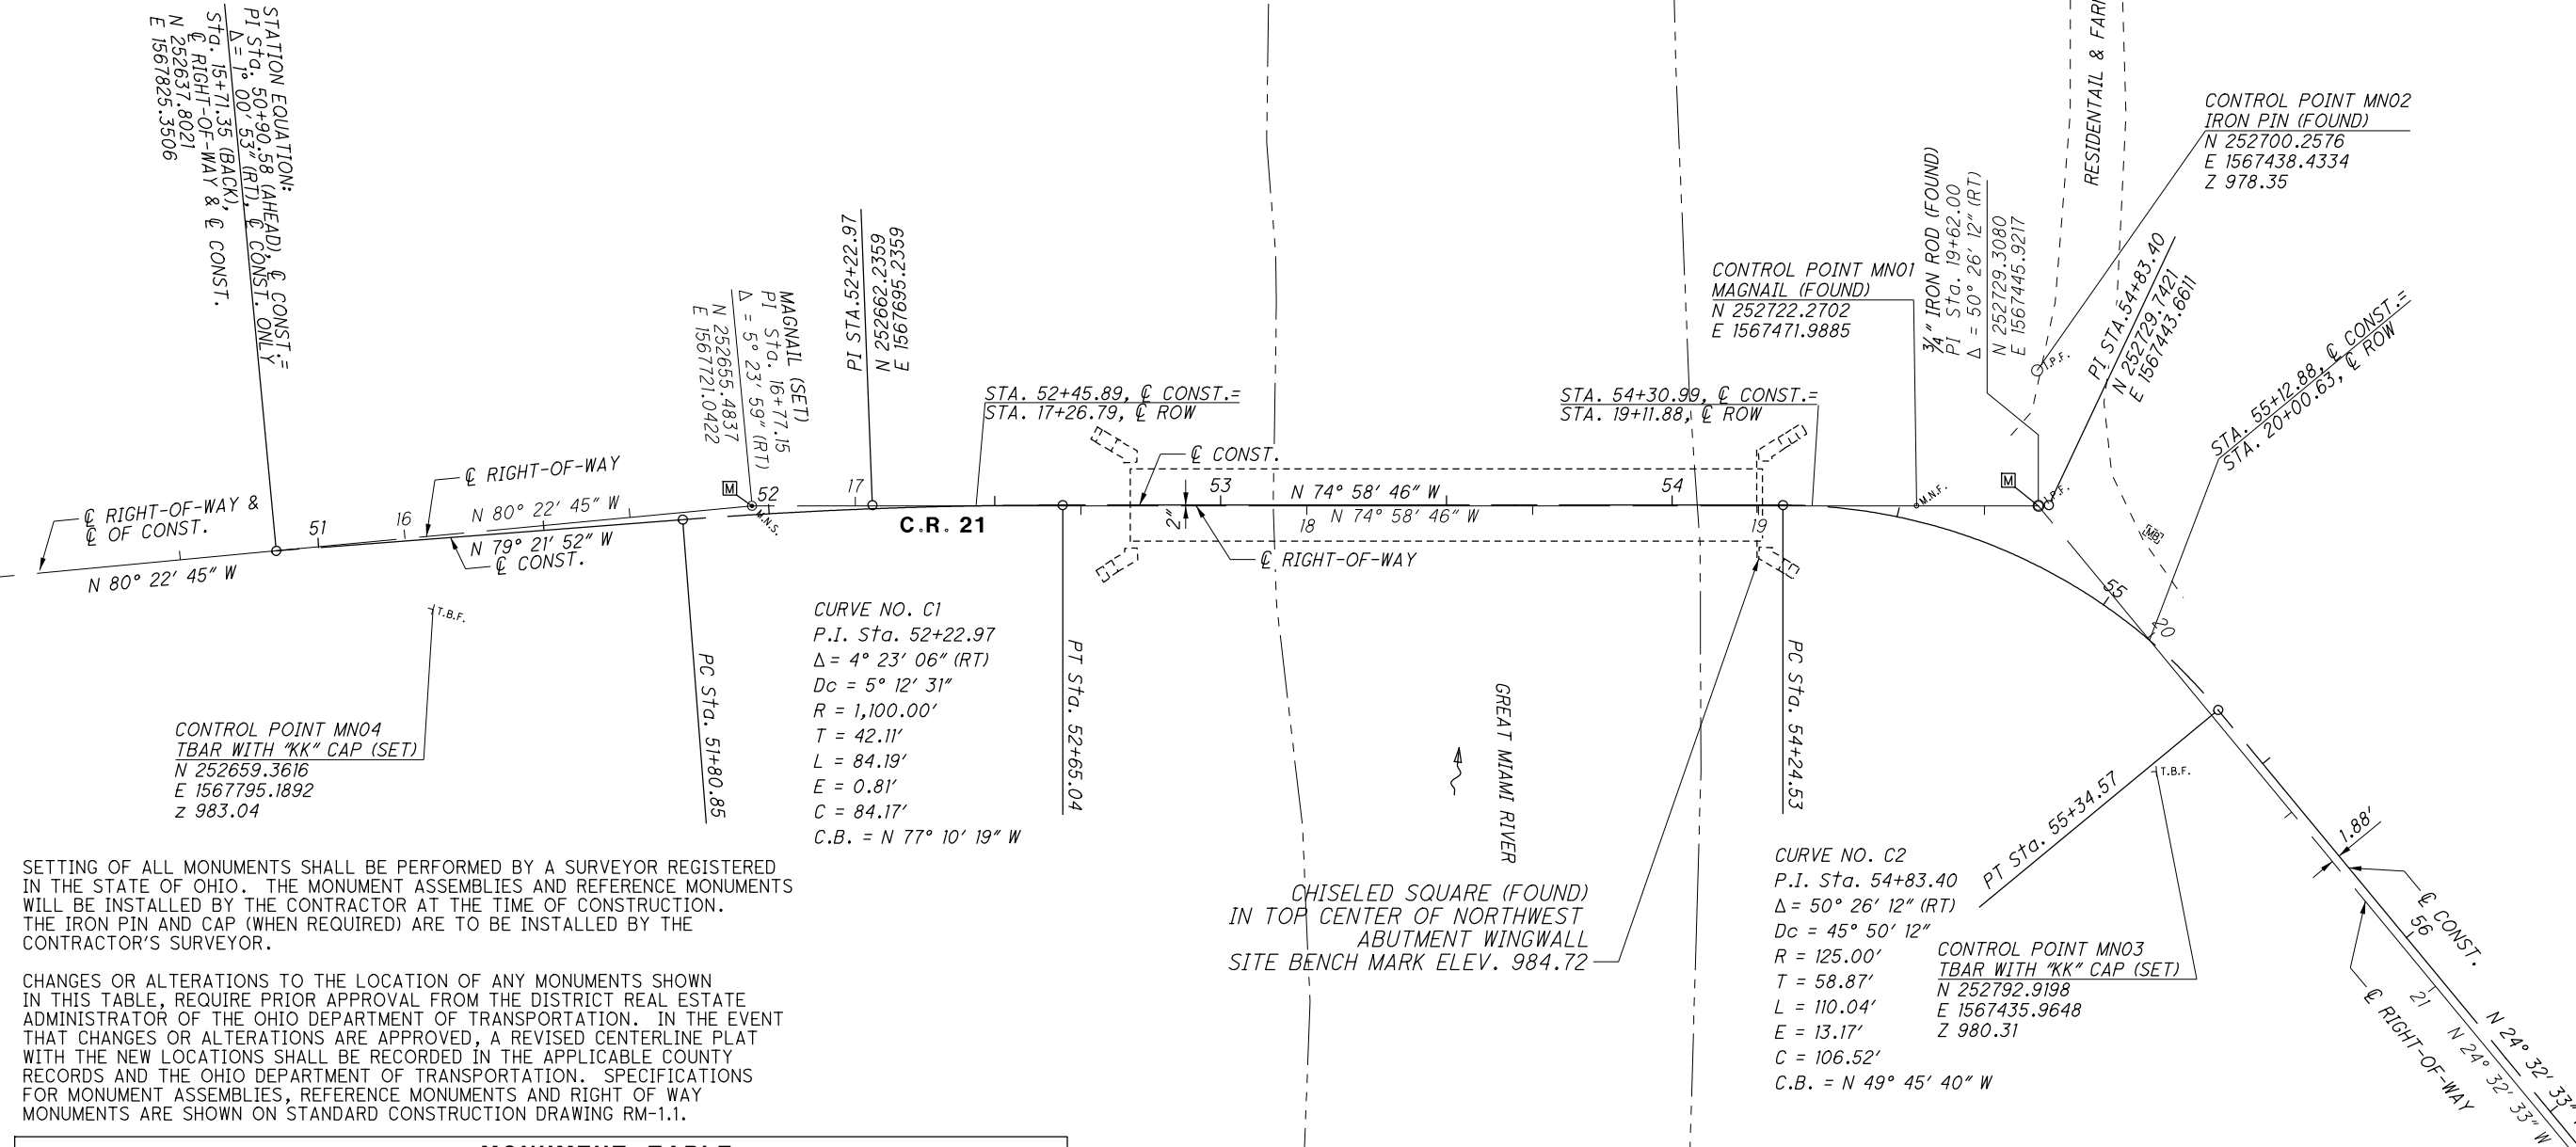 STATION EQUATION:
PI Sta. 50+90.58 (AHEAD), ℄ CONST.=
Δ = 1° 00' 53" (RT), ℄ CONST. ONLY
Sta. 15+71.35 (BACK),
℄ RIGHT-OF-WAY & ℄ CONST.
N 252637.8021
E 1567825.3506
MAGNAIL (SET)
PI Sta. 16+77.15
Δ = 5° 23' 59" (RT)
N 252655.4837
E 1567721.0422
PI STA.52+22.97
N 252662.2359
E 1567695.2359
STA. 52+45.89, ℄ CONST.=
STA. 17+26.79, ℄ ROW
STA. 54+30.99, ℄ CONST.=
STA. 19+11.88, ℄ ROW
CONTROL POINT MN01
MAGNAIL (FOUND)
N 252722.2702
E 1567471.9885
3/4" IRON ROD (FOUND)
PI Sta. 19+62.00
Δ = 50° 26' 12" (RT)
N 252729.3080
E 1567445.9217
RESIDENTAIL & FAR
CONTROL POINT MN02
IRON PIN (FOUND)
N 252700.2576
E 1567438.4334
Z 978.35
PI STA.54+83.40
N 252729.7421
E 1567443.6611
STA. 55+12.88, ℄ CONST.=
STA. 20+00.63, ℄ ROW
℄ RIGHT-OF-WAY &
℄ OF CONST.
N 80° 22' 45" W
51
16
℄ RIGHT-OF-WAY
N 80° 22' 45" W
N 79° 21' 52" W
℄ CONST.
M
52
M.N.S.
17
C.R. 21
℄ CONST.
2"
53
N 74° 58' 46" W
54
18
N 74° 58' 46" W
19
℄ RIGHT-OF-WAY
M.N.F.
M
I.P.F.
I.P.F.
MB
55
20
T.B.F.
CONTROL POINT MN04
TBAR WITH "KK" CAP (SET)
N 252659.3616
E 1567795.1892
z 983.04
PC Sta. 51+80.85
CURVE NO. C1
P.I. Sta. 52+22.97
Δ = 4° 23' 06" (RT)
Dc = 5° 12' 31"
R = 1,100.00'
T = 42.11'
L = 84.19'
E = 0.81'
C = 84.17'
C.B. = N 77° 10' 19" W
PT Sta. 52+65.04
GREAT MIAMI RIVER
PC Sta. 54+24.53
CHISELED SQUARE (FOUND)
IN TOP CENTER OF NORTHWEST
ABUTMENT WINGWALL
SITE BENCH MARK ELEV. 984.72
CURVE NO. C2
P.I. Sta. 54+83.40
Δ = 50° 26' 12" (RT)
Dc = 45° 50' 12"
R = 125.00'
T = 58.87'
L = 110.04'
E = 13.17'
C = 106.52'
C.B. = N 49° 45' 40" W
PT Sta. 55+34.57
T.B.F.
CONTROL POINT MN03
TBAR WITH "KK" CAP (SET)
N 252792.9198
E 1567435.9648
Z 980.31
1.88'
℄ CONST.
56
21
℄ RIGHT-OF-WAY
N 24° 32' 33"
N 24° 32' 33" W
SETTING OF ALL MONUMENTS SHALL BE PERFORMED BY A SURVEYOR REGISTERED
IN THE STATE OF OHIO. THE MONUMENT ASSEMBLIES AND REFERENCE MONUMENTS
WILL BE INSTALLED BY THE CONTRACTOR AT THE TIME OF CONSTRUCTION.
THE IRON PIN AND CAP (WHEN REQUIRED) ARE TO BE INSTALLED BY THE
CONTRACTOR'S SURVEYOR.
CHANGES OR ALTERATIONS TO THE LOCATION OF ANY MONUMENTS SHOWN
IN THIS TABLE, REQUIRE PRIOR APPROVAL FROM THE DISTRICT REAL ESTATE
ADMINISTRATOR OF THE OHIO DEPARTMENT OF TRANSPORTATION. IN THE EVENT
THAT CHANGES OR ALTERATIONS ARE APPROVED, A REVISED CENTERLINE PLAT
WITH THE NEW LOCATIONS SHALL BE RECORDED IN THE APPLICABLE COUNTY
RECORDS AND THE OHIO DEPARTMENT OF TRANSPORTATION. SPECIFICATIONS
FOR MONUMENT ASSEMBLIES, REFERENCE MONUMENTS AND RIGHT OF WAY
MONUMENTS ARE SHOWN ON STANDARD CONSTRUCTION DRAWING RM-1.1.
MONUMENT TABLE